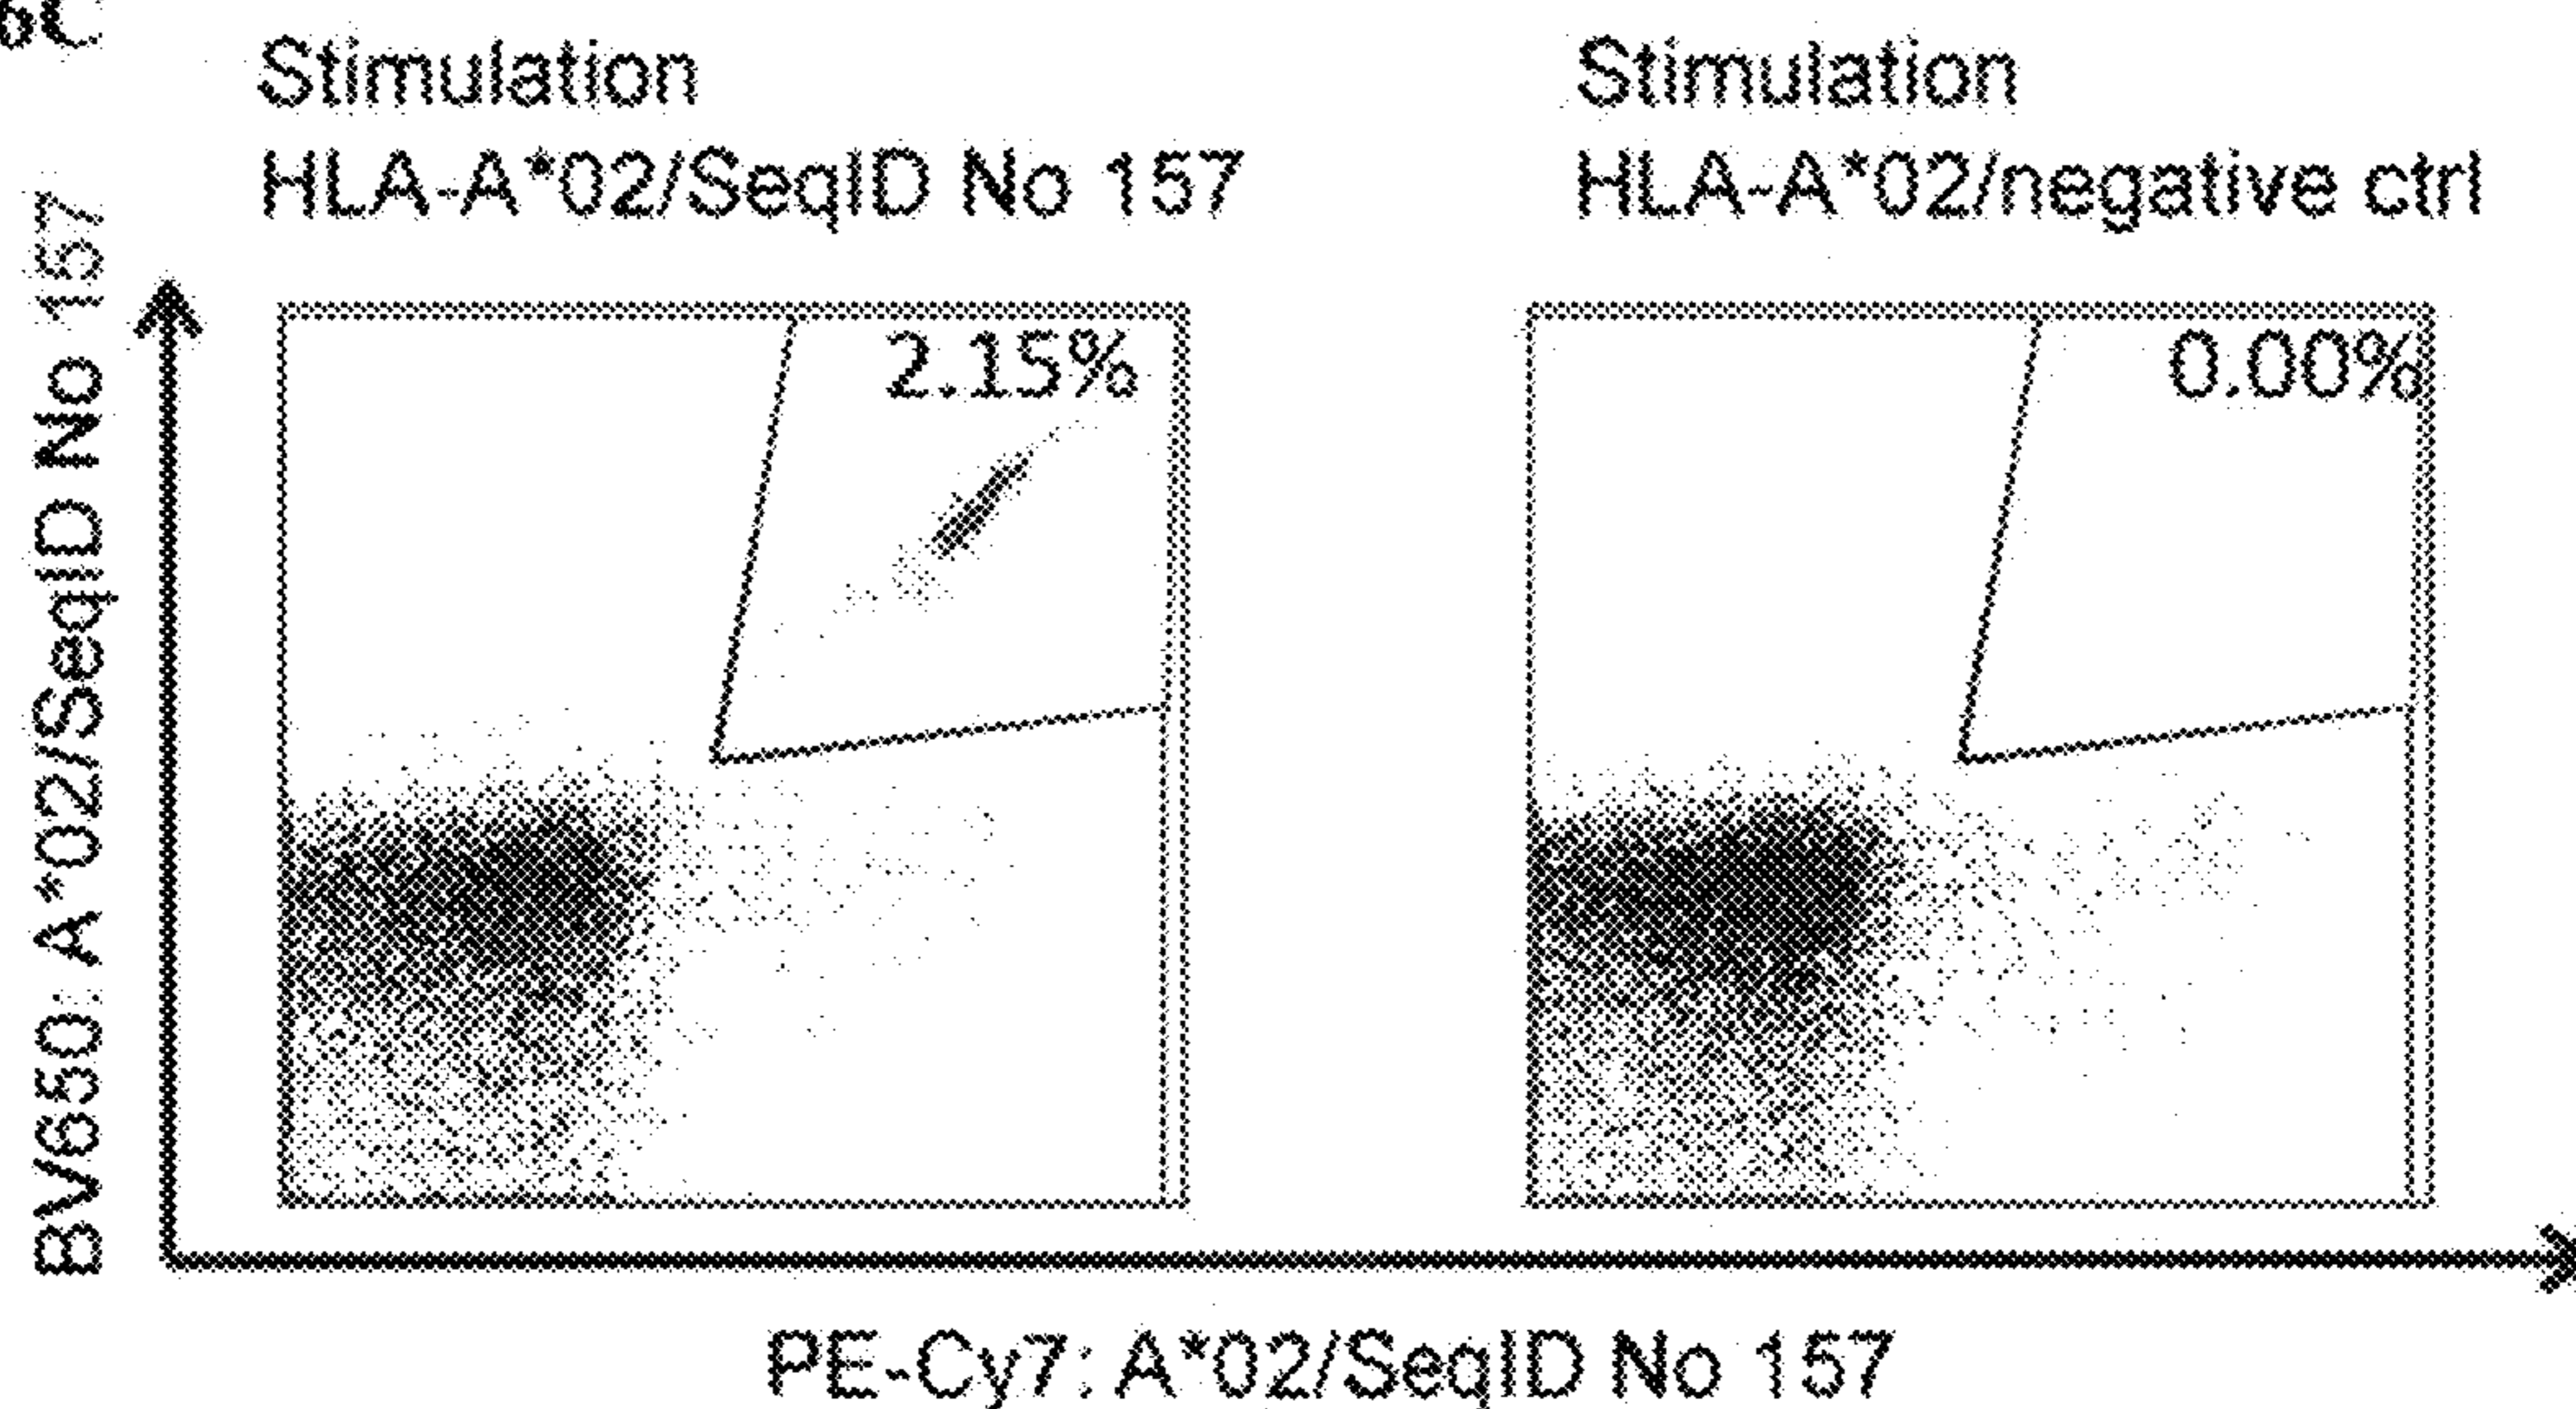 6C
Stimulation
HLA-A*02/SeqID No 157
Stimulation
HLA-A*02/negative ctrl
BV650: A*02/SeqID No 157
2.15%
0.00%
PE-Cy7: A*02/SeqID No 157